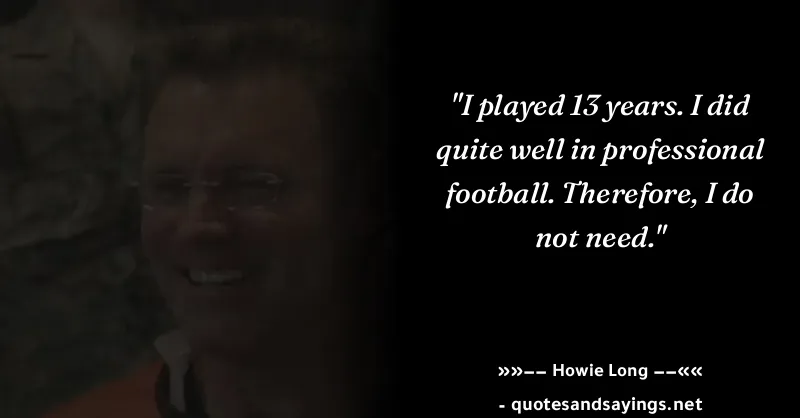 "I played 13 years. I did
quite well in professional
football. Therefore, I do
not need."
»»–– Howie Long ––««
- quotesandsayings.net